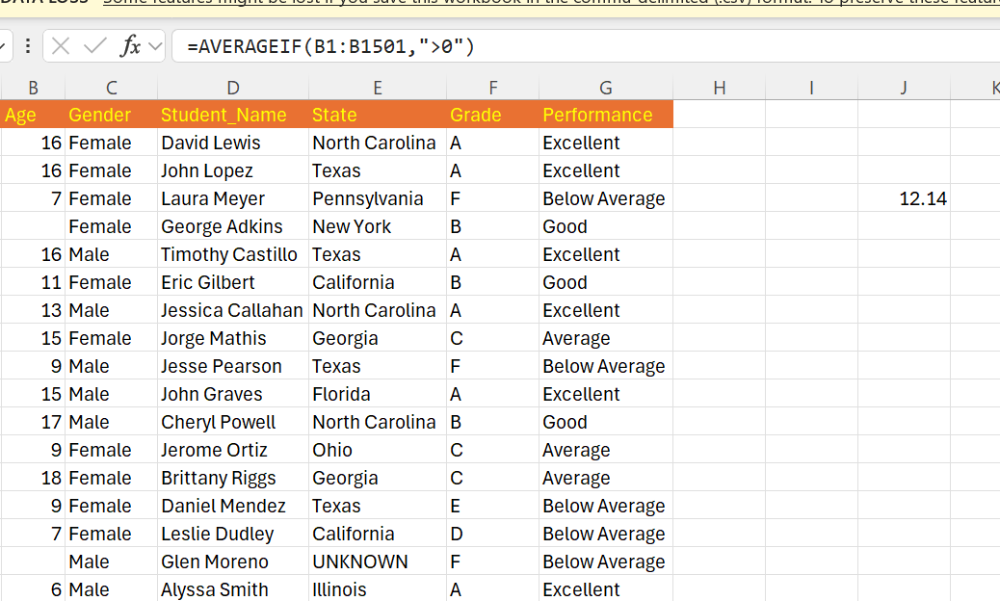 DATA LOSS Some features might be lost if you save this workbook in the comma-delimited (.csv) format. To preserve these
fx =AVERAGEIF(B1:B1501,">0")
B C D E F G H I J K
Age Gender Student_Name State Grade Performance
16 Female David Lewis North Carolina A Excellent
16 Female John Lopez Texas A Excellent
7 Female Laura Meyer Pennsylvania F Below Average 12.14
Female George Adkins New York B Good
16 Male Timothy Castillo Texas A Excellent
11 Female Eric Gilbert California B Good
13 Male Jessica Callahan North Carolina A Excellent
15 Female Jorge Mathis Georgia C Average
9 Male Jesse Pearson Texas F Below Average
15 Male John Graves Florida A Excellent
17 Male Cheryl Powell North Carolina B Good
9 Female Jerome Ortiz Ohio C Average
18 Female Brittany Riggs Georgia C Average
9 Female Daniel Mendez Texas E Below Average
7 Female Leslie Dudley California D Below Average
Male Glen Moreno UNKNOWN F Below Average
6 Male Alyssa Smith Illinois A Excellent